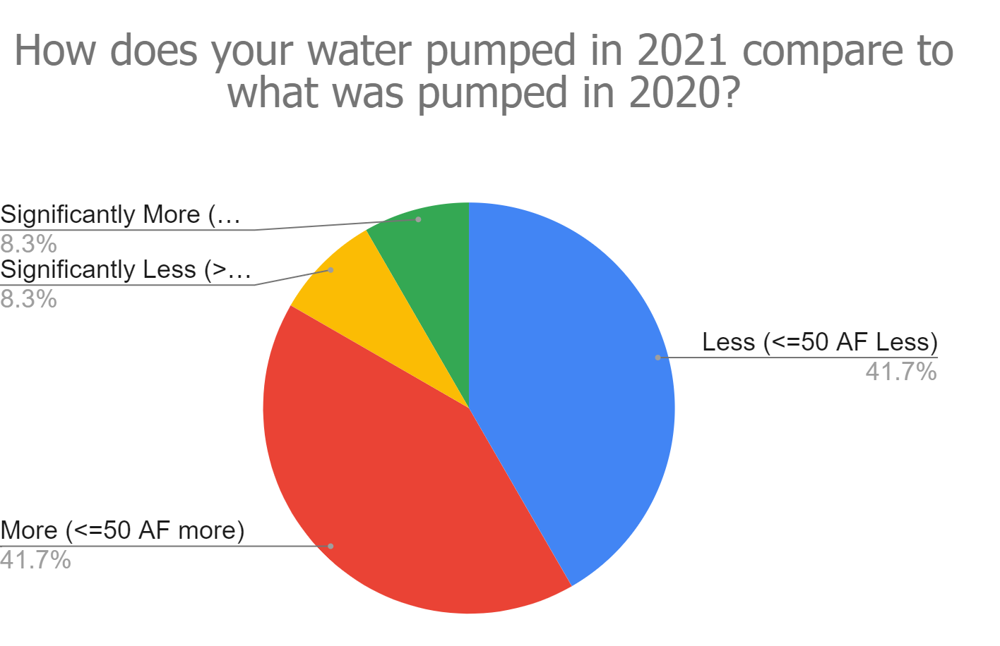 How does your water pumped in 2021 compare to
what was pumped in 2020?
Significantly More (…
8.3%
Significantly Less (>…
8.3%
Less (<=50 AF Less)
41.7%
More (<=50 AF more)
41.7%